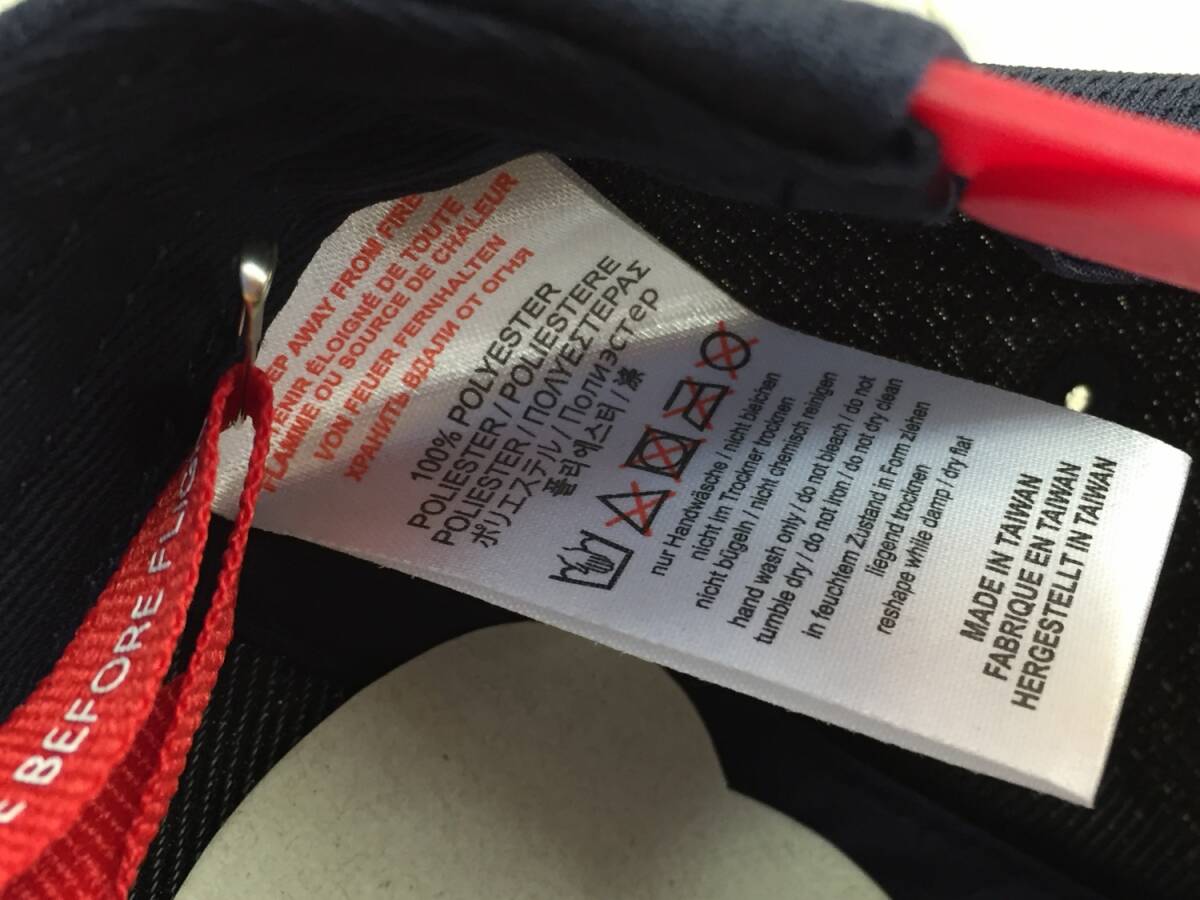 AWAY FROM FIRE
ÉLOIGNÉ DE TOUTE
FLAMME OU SOURCE DE CHALEUR
VON FEUER FERNHALTEN
ХРАНИТЬ ВДАЛИ ОТ ОГНЯ
100% POLYESTER
POLIESTER / POLIESTERE
POLIESTER / ΠΟΛΥΕΣΤΕΡΑΣ
ポリエステル / Полиэстер
폴리에스터 / 涤
nur Handwäsche / nicht bleichen
nicht im Trockner trocknen
nicht bügeln / nicht chemisch reinigen
hand wash only / do not bleach / do not
tumble dry / do not iron / do not dry clean
in feuchtem Zustand in Form ziehen
liegend trocknen
reshape while damp / dry flat
MADE IN TAIWAN
FABRIQUE EN TAIWAN
HERGESTELLT IN TAIWAN
BEFORE